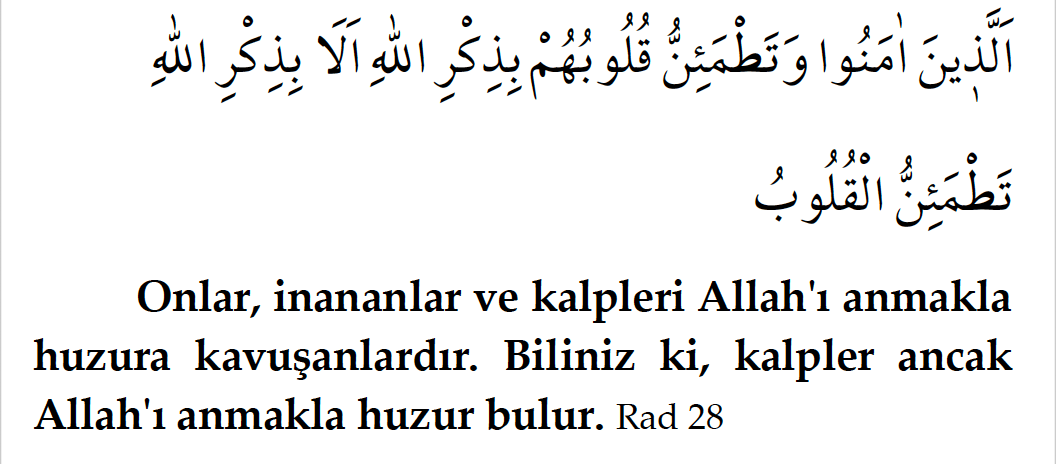 اَلَّذ۪ينَ اٰمَنُوا وَتَطْمَئِنُّ قُلُوبُهُمْ بِذِكْرِ اللّٰهِ اَلَا بِذِكْرِ اللّٰهِ
تَطْمَئِنُّ الْقُلُوبُ
Onlar, inananlar ve kalpleri Allah'ı anmakla
huzura kavuşanlardır. Biliniz ki, kalpler ancak
Allah'ı anmakla huzur bulur. Rad 28